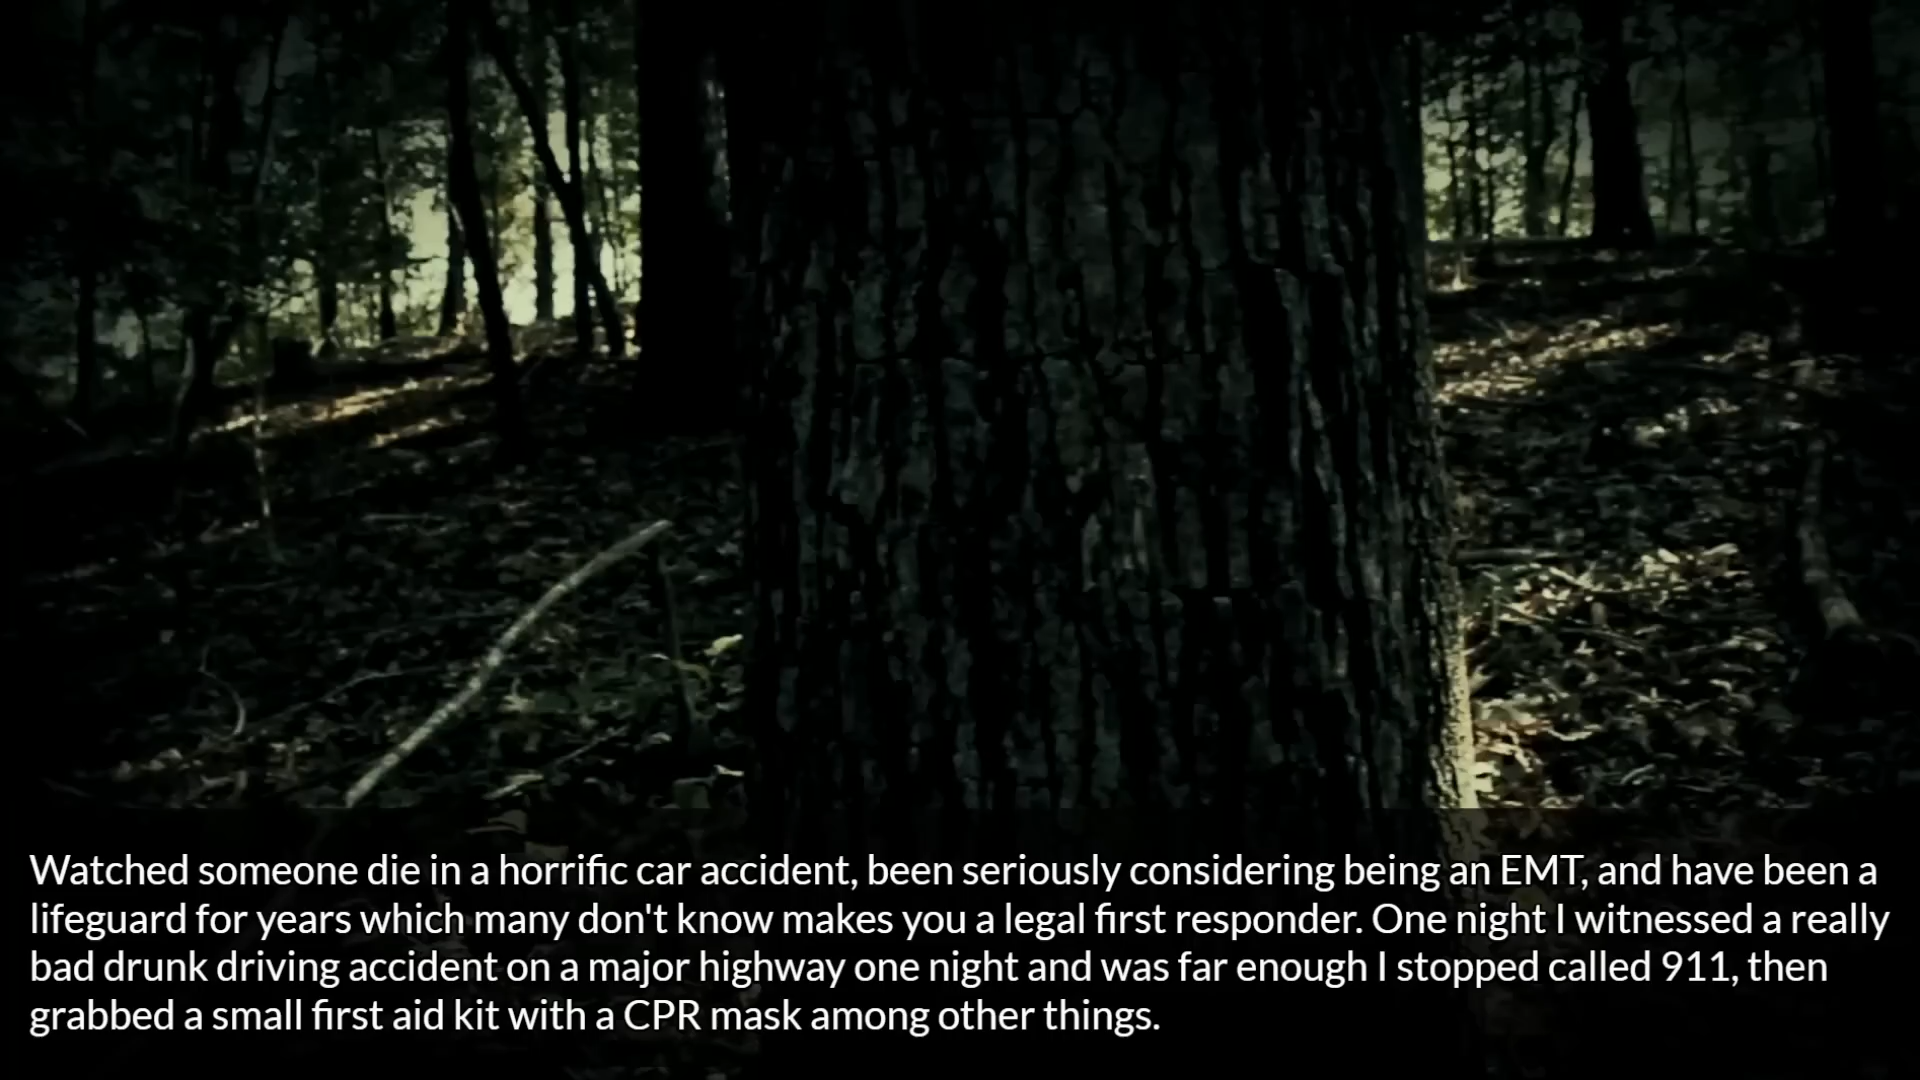 Watched someone die in a horrific car accident, been seriously considering being an EMT, and have been a
lifeguard for years which many don't know makes you a legal first responder. One night I witnessed a really
bad drunk driving accident on a major highway one night and was far enough I stopped called 911, then
grabbed a small first aid kit with a CPR mask among other things.